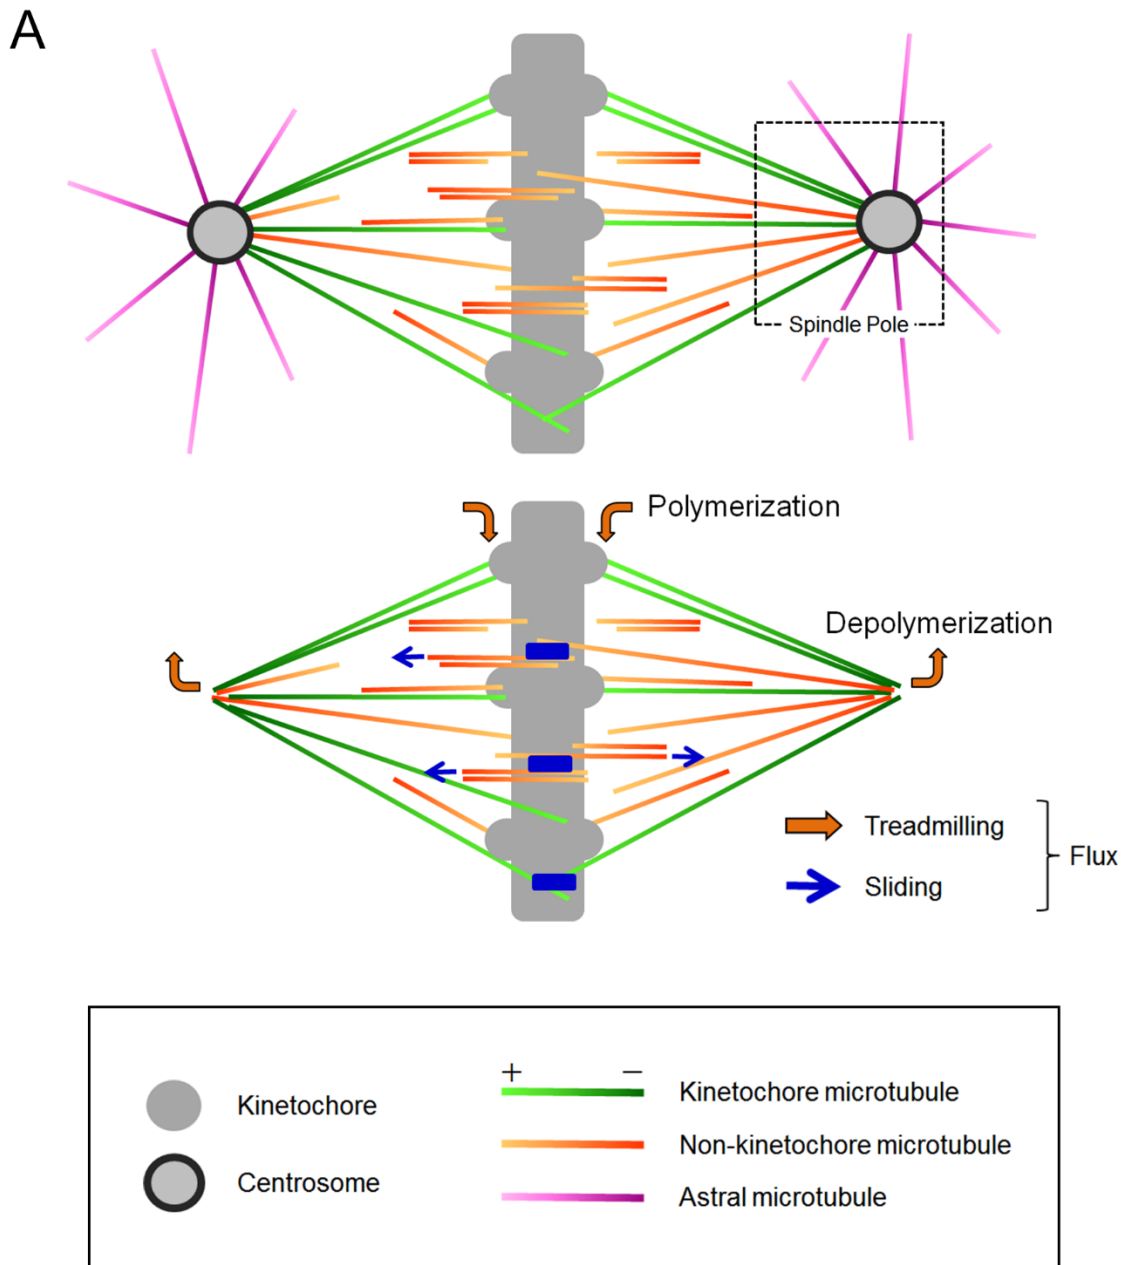 A
Spindle Pole
Polymerization
Depolymerization
Treadmilling
Flux
Sliding
+ −
Kinetochore microtubule
Kinetochore
Non-kinetochore microtubule
Centrosome
Astral microtubule